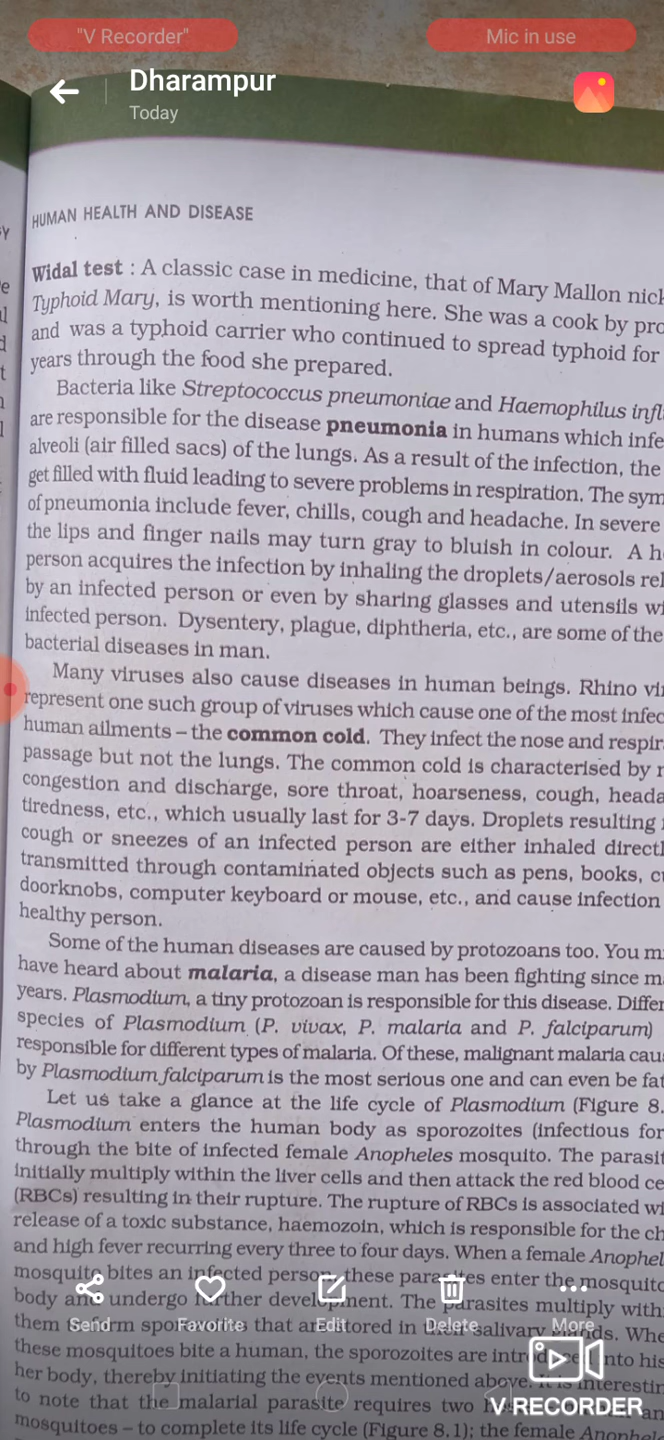 "V Recorder"
Mic in use
Dharampur
Today
HUMAN HEALTH AND DISEASE
Widal test : A classic case in medicine, that of Mary Mallon nick
Typhoid Mary, is worth mentioning here. She was a cook by pro
and was a typhoid carrier who continued to spread typhoid for
years through the food she prepared.
Bacteria like Streptococcus pneumoniae and Haemophilus infl
are responsible for the disease pneumonia in humans which infe
alveoli (air filled sacs) of the lungs. As a result of the infection, the
get filled with fluid leading to severe problems in respiration. The sym
of pneumonia include fever, chills, cough and headache. In severe
the lips and finger nails may turn gray to bluish in colour. A h
person acquires the infection by inhaling the droplets/aerosols rel
by an infected person or even by sharing glasses and utensils wi
infected person. Dysentery, plague, diphtheria, etc., are some of the
bacterial diseases in man.
Many viruses also cause diseases in human beings. Rhino vi
represent one such group of viruses which cause one of the most infec
human ailments – the common cold. They infect the nose and respir
passage but not the lungs. The common cold is characterised by n
congestion and discharge, sore throat, hoarseness, cough, heada
tiredness, etc., which usually last for 3-7 days. Droplets resulting
cough or sneezes of an infected person are either inhaled directl
transmitted through contaminated objects such as pens, books, c
doorknobs, computer keyboard or mouse, etc., and cause infection
healthy person.
Some of the human diseases are caused by protozoans too. You m
have heard about malaria, a disease man has been fighting since m
years. Plasmodium, a tiny protozoan is responsible for this disease. Differ
species of Plasmodium (P. vivax, P. malaria and P. falciparum)
responsible for different types of malaria. Of these, malignant malaria cau
by Plasmodium falciparum is the most serious one and can even be fat
Let us take a glance at the life cycle of Plasmodium (Figure 8.
Plasmodium enters the human body as sporozoites (infectious for
through the bite of infected female Anopheles mosquito. The parasit
initially multiply within the liver cells and then attack the red blood ce
(RBCs) resulting in their rupture. The rupture of RBCs is associated wi
release of a toxic substance, haemozoin, which is responsible for the ch
and high fever recurring every three to four days. When a female Anophel
mosquito bites an infected person, these parasites enter the mosquito
body and undergo further development. The parasites multiply with
them to form sporozoites that are stored in their salivary glands. Whe
these mosquitoes bite a human, the sporozoites are introduced into his
her body, thereby initiating the events mentioned above. It is interestin
to note that the malarial parasite requires two
mosquitoes – to complete its life cycle (Figure 8.1); the female Anophel
Send
Favorite
Edit
Delete
More
V RECORDER